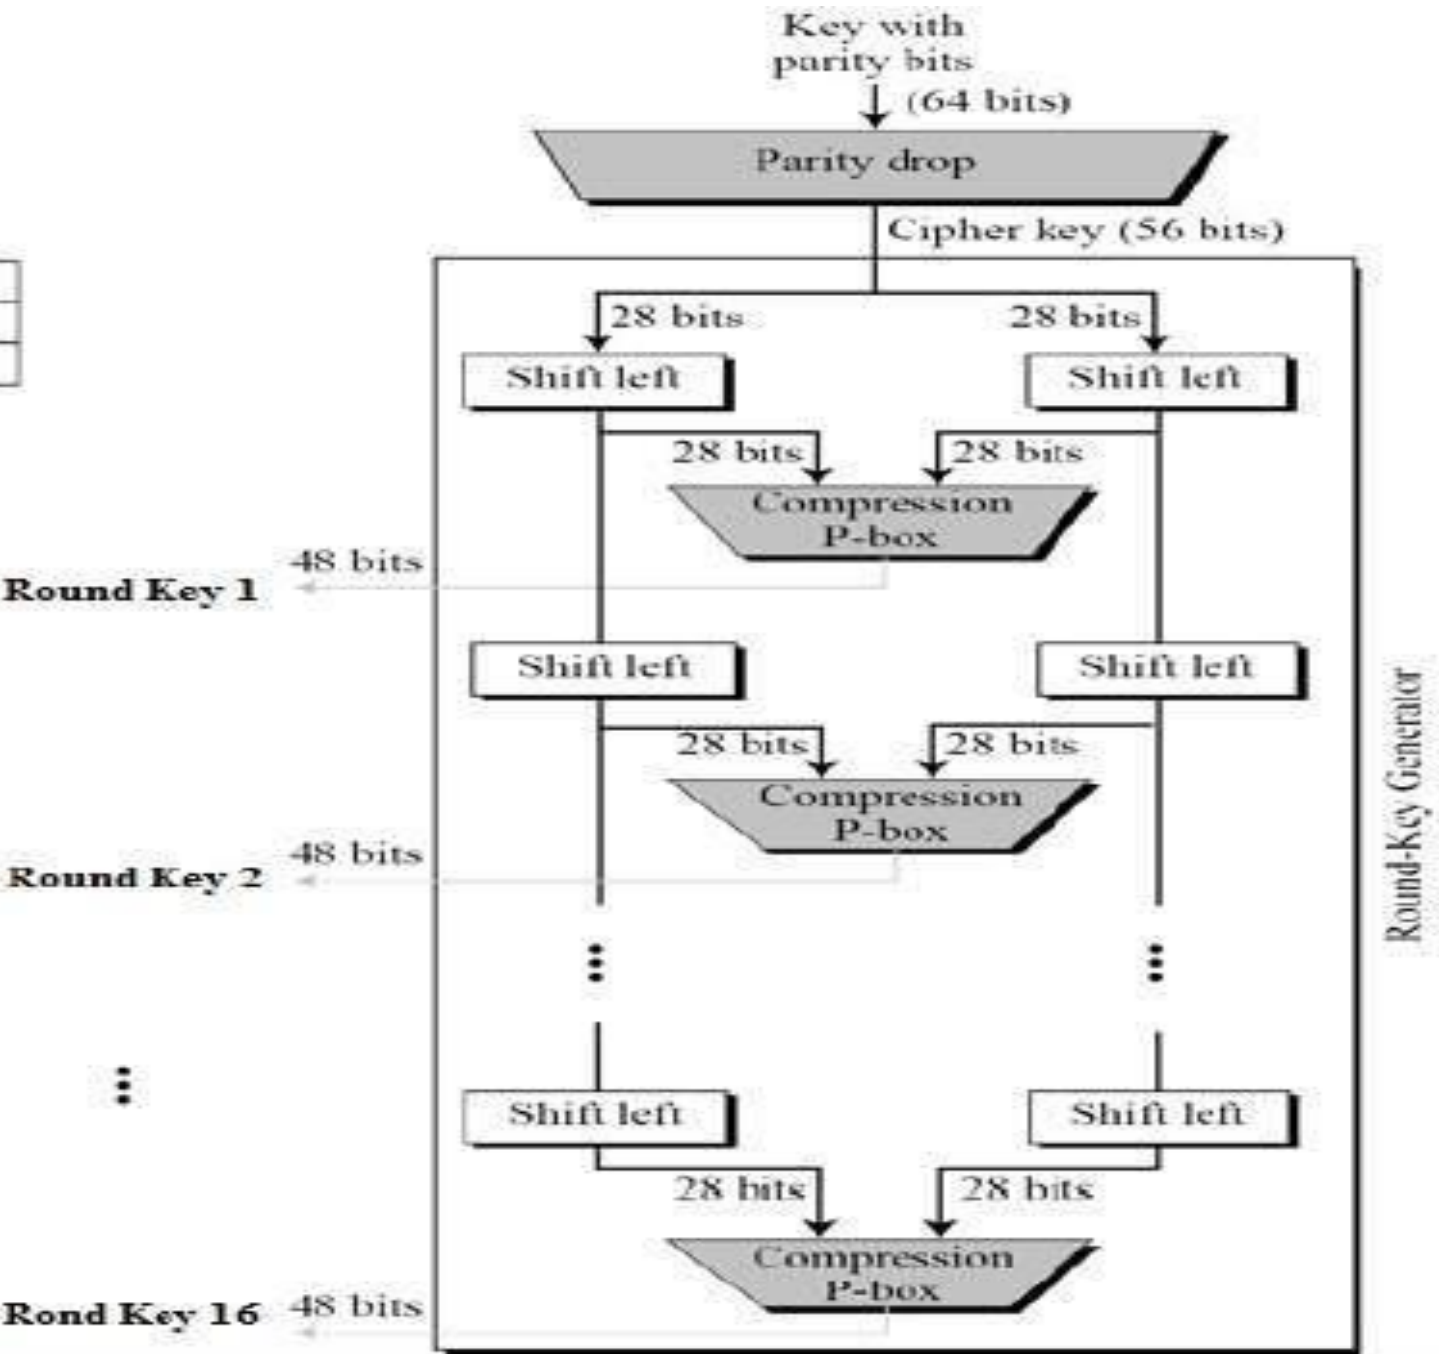 Key with
parity bits
(64 bits)
Parity drop
Cipher key (56 bits)
28 bits
28 bits
Shift left
Shift left
28 bits
28 bits
Compression
P-box
48 bits
Round Key 1
Shift left
Shift left
28 bits
28 bits
Compression
P-box
48 bits
Round Key 2
Round-Key Generator
Shift left
Shift left
28 bits
28 bits
Compression
P-box
48 bits
Rond Key 16